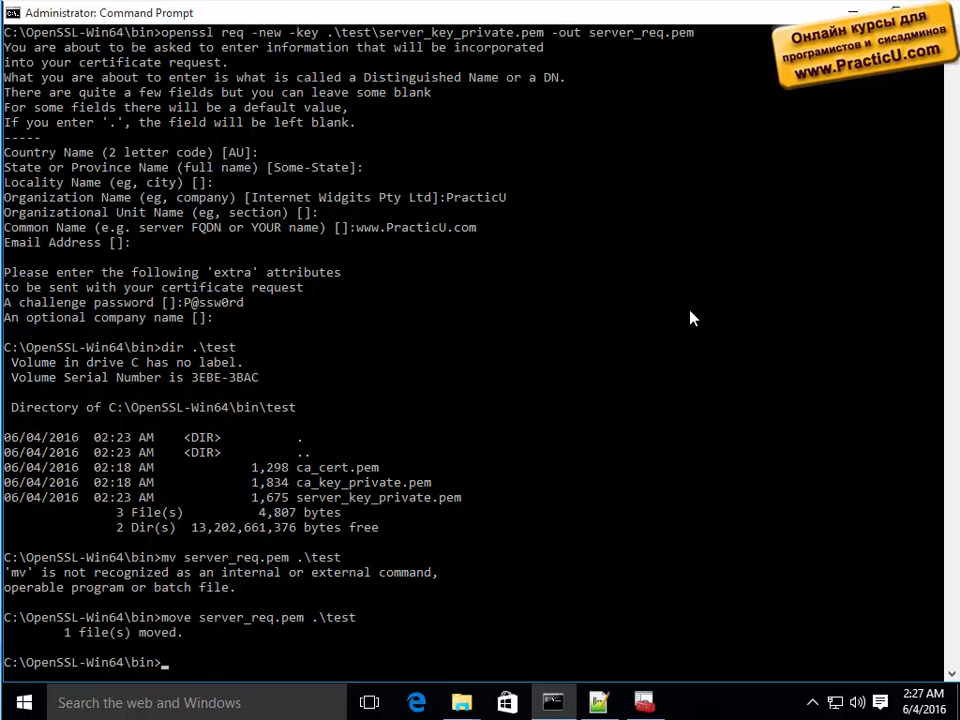 Administrator: Command Prompt
C:\OpenSSL-Win64\bin>openssl req -new -key .\test\server_key_private.pem -out server_req.pem
You are about to be asked to enter information that will be incorporated
into your certificate request.
What you are about to enter is what is called a Distinguished Name or a DN.
There are quite a few fields but you can leave some blank
For some fields there will be a default value,
If you enter '.', the field will be left blank.
-----
Country Name (2 letter code) [AU]:
State or Province Name (full name) [Some-State]:
Locality Name (eg, city) []:
Organization Name (eg, company) [Internet Widgits Pty Ltd]:PracticU
Organizational Unit Name (eg, section) []:
Common Name (e.g. server FQDN or YOUR name) []:www.PracticU.com
Email Address []:
Please enter the following 'extra' attributes
to be sent with your certificate request
A challenge password []:P@ssw0rd
An optional company name []:
C:\OpenSSL-Win64\bin>dir .\test
Volume in drive C has no label.
Volume Serial Number is 3EBE-3BAC
Directory of C:\OpenSSL-Win64\bin\test
06/04/2016 02:23 AM <DIR> .
06/04/2016 02:23 AM <DIR> ..
06/04/2016 02:18 AM 1,298 ca_cert.pem
06/04/2016 02:18 AM 1,834 ca_key_private.pem
06/04/2016 02:23 AM 1,675 server_key_private.pem
3 File(s) 4,807 bytes
2 Dir(s) 13,202,661,376 bytes free
C:\OpenSSL-Win64\bin>mv server_req.pem .\test
'mv' is not recognized as an internal or external command,
operable program or batch file.
C:\OpenSSL-Win64\bin>move server_req.pem .\test
1 file(s) moved.
C:\OpenSSL-Win64\bin>_
Онлайн курсы для
програмистов и сисадминов
www.PracticU.com
Search the web and Windows
2:27 AM
6/4/2016